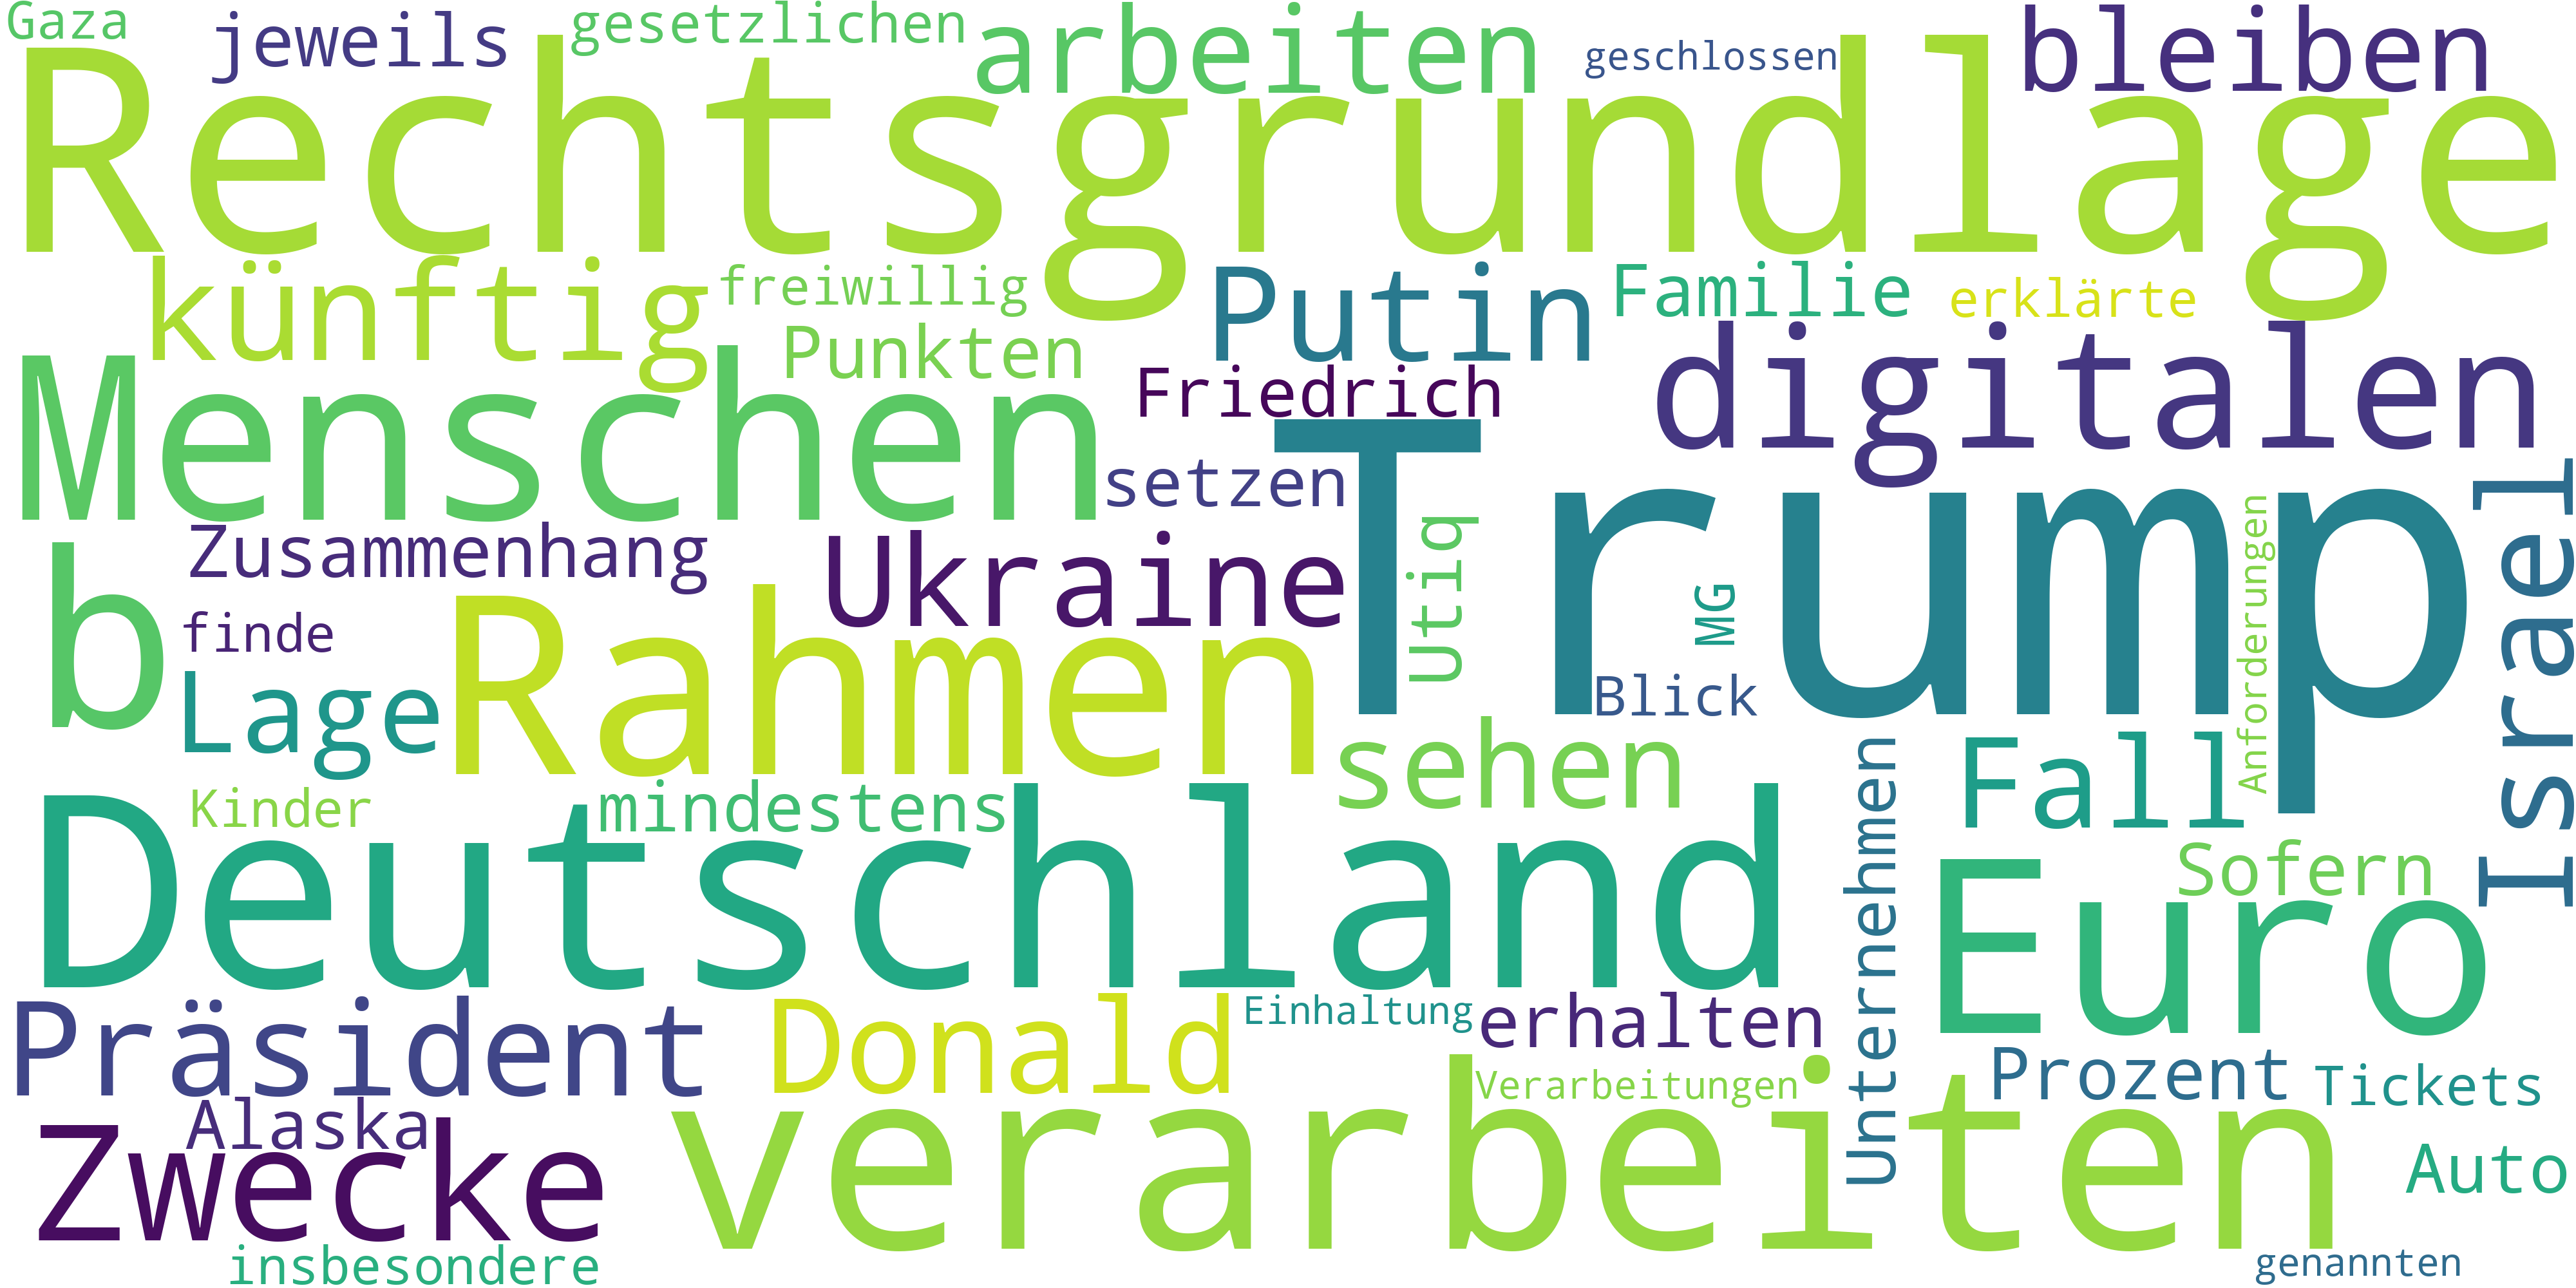 Gaza
jeweils
gesetzlichen
arbeiten
geschlossen
bleiben
Rechtsgrundlage
künftig
freiwillig
Putin
Familie
erklärte
Punkten
Menschen
Friedrich
digitalen
setzen
Trump
Israel
Zusammenhang
Ukraine
Utiq
MG
Anforderungen
b
finde
Rahmen
Lage
Blick
sehen
Unternehmen
Fall
Kinder
mindestens
Deutschland
Euro
Sofern
Präsident
Donald
Einhaltung
erhalten
Verarbeitungen
Prozent
Tickets
Alaska
Zwecke
verarbeiten
Auto
insbesondere
genannten